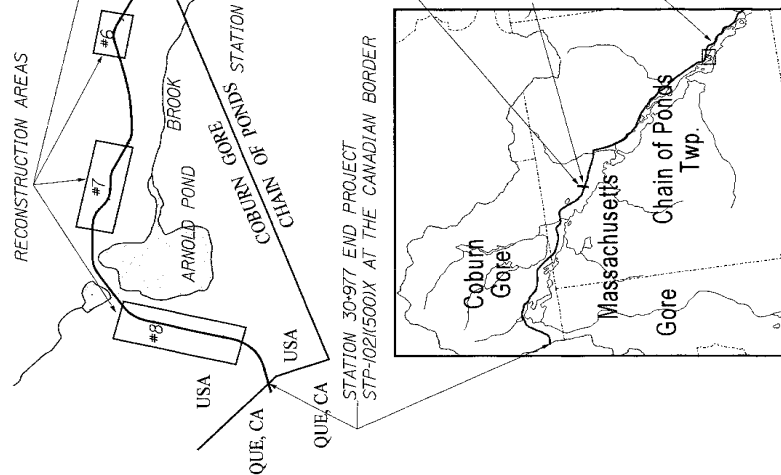 RECONSTRUCTION AREAS
#6
#7
#8
ARNOLD POND
BROOK
COBURN GORE
CHAIN OF PONDS
STATION
USA
USA
QUE, CA
QUE, CA
STATION 30+977 END PROJECT
STP-1021(500)X AT THE CANADIAN BORDER
Coburn
Gore
Massachusetts
Gore
Chain of Ponds
Twp.